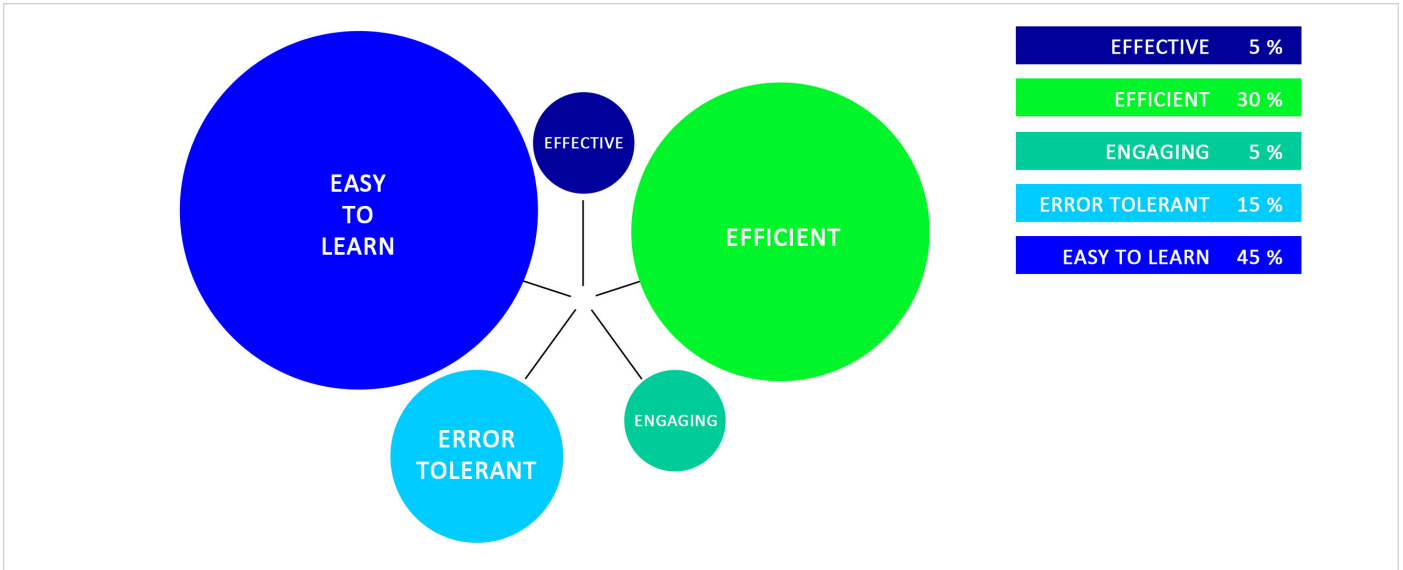 EASY
TO
LEARN
EFFECTIVE
EFFICIENT
ERROR
TOLERANT
ENGAGING
EFFECTIVE 5 %
EFFICIENT 30 %
ENGAGING 5 %
ERROR TOLERANT 15 %
EASY TO LEARN 45 %